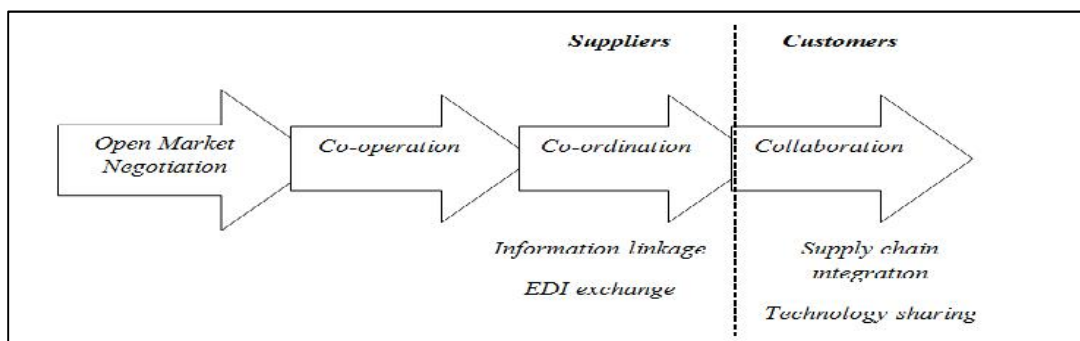 Suppliers
Customers
Open Market
Negotiation
Co-operation
Co-ordination
Collaboration
Information linkage
EDI exchange
Supply chain
integration
Technology sharing